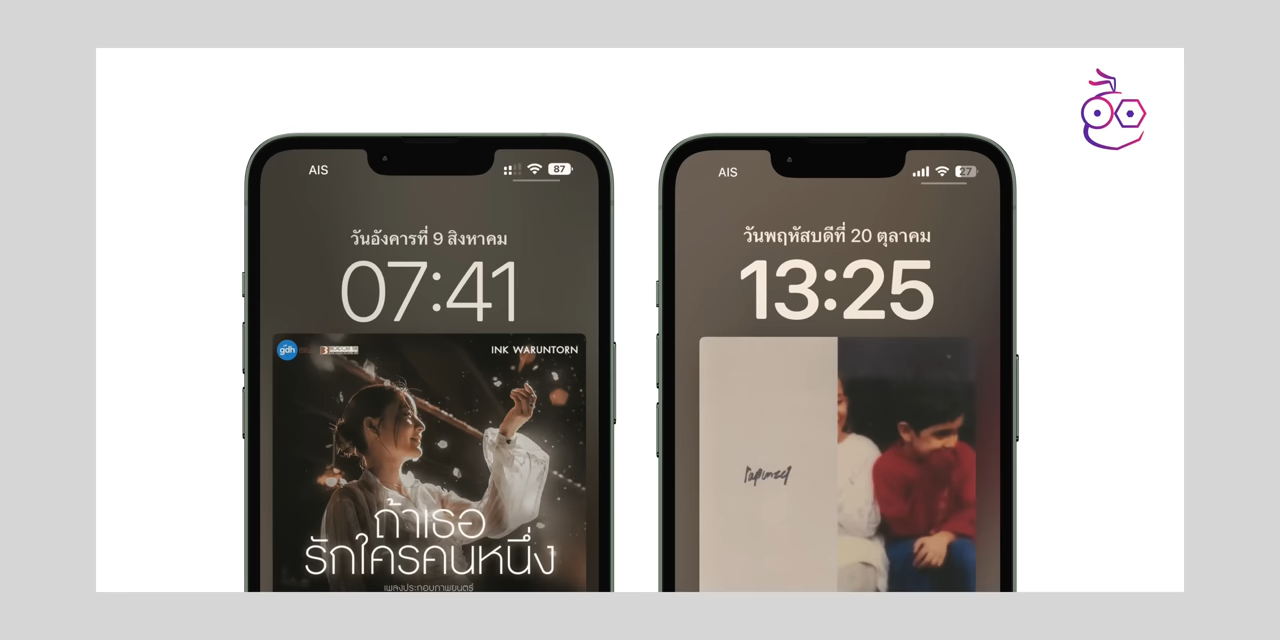 AIS
87
วันอังคารที่ 9 สิงหาคม
07:41
gdh
INK WARUNTORN
ถ้าเธอ
รักใครคนหนึ่ง
เพลงประกอบภาพยนตร์
AIS
27
วันพฤหัสบดีที่ 20 ตุลาคม
13:25
rapunzel